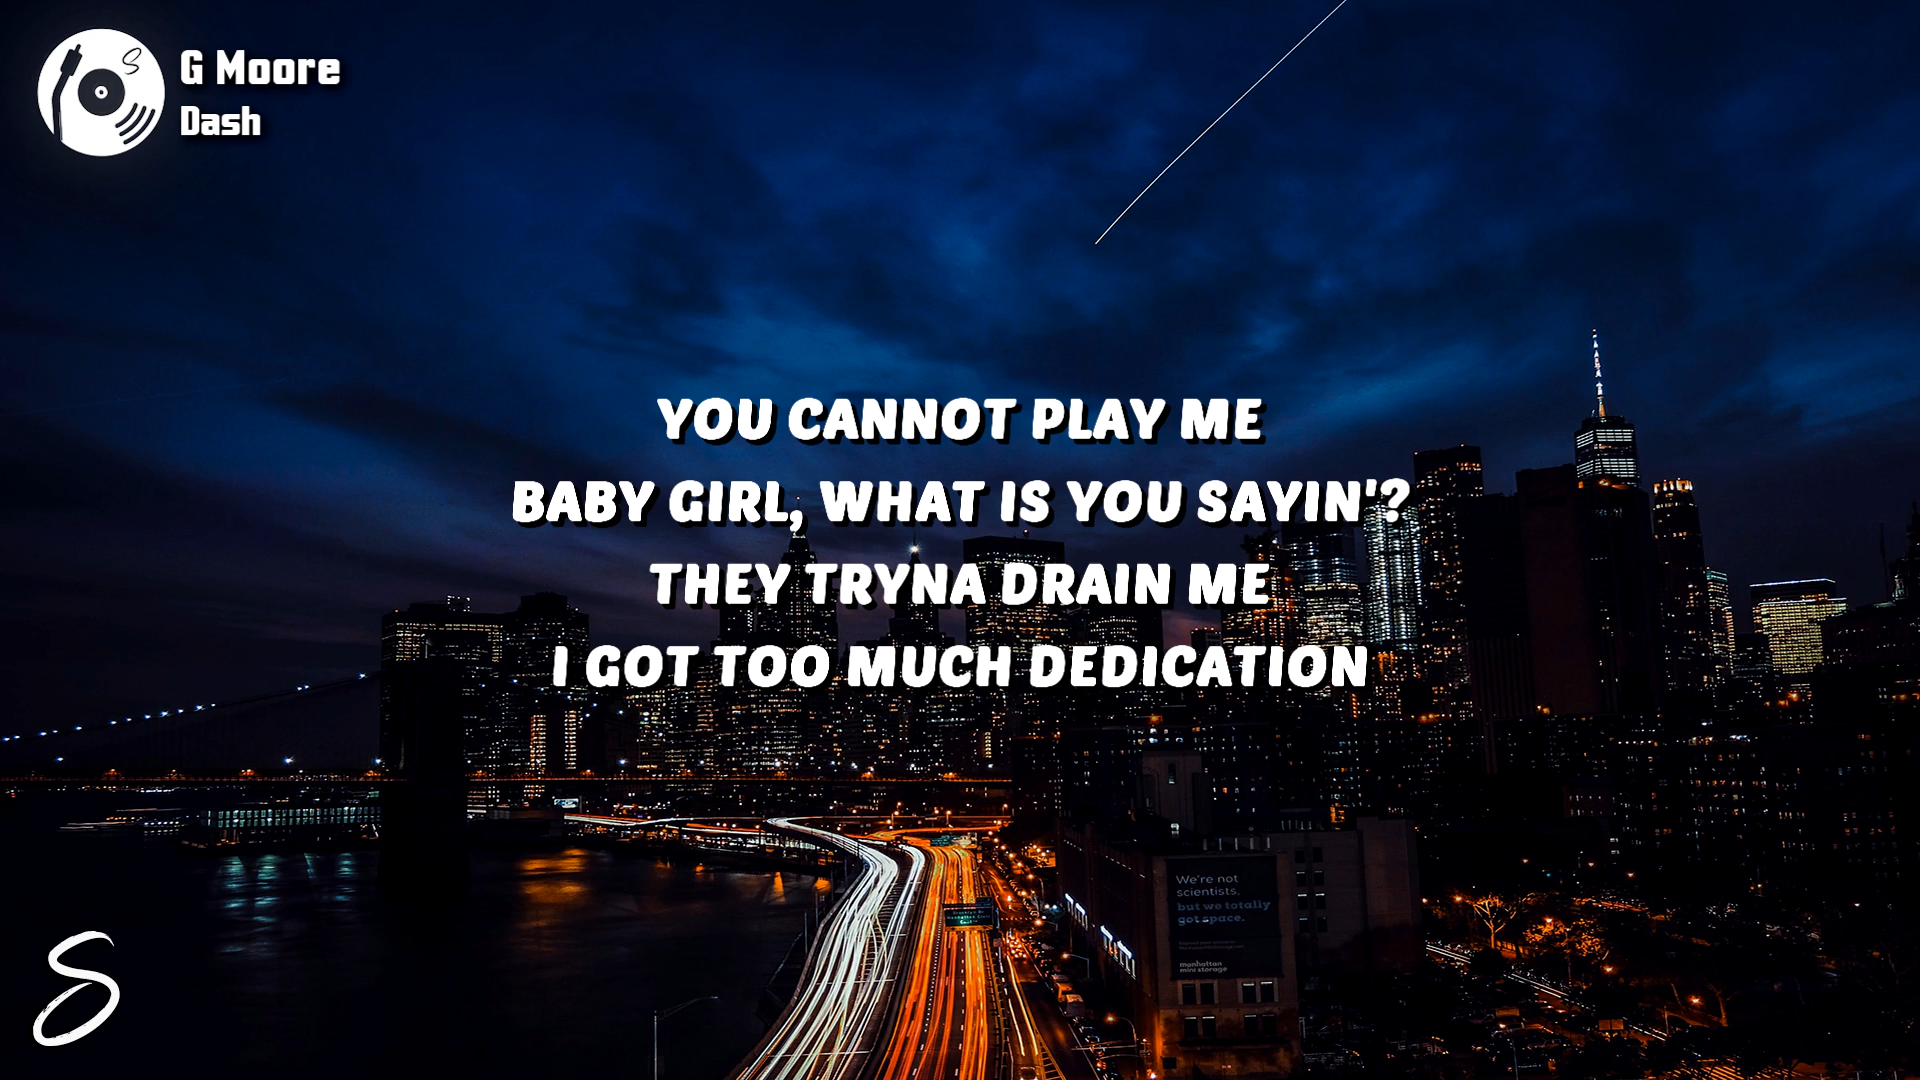 G Moore
Dash
YOU CANNOT PLAY ME
BABY GIRL, WHAT IS YOU SAYIN'?
THEY TRYNA DRAIN ME
I GOT TOO MUCH DEDICATION
We're not
scientists,
but we totally
got space.
manhattan
mini storage
S